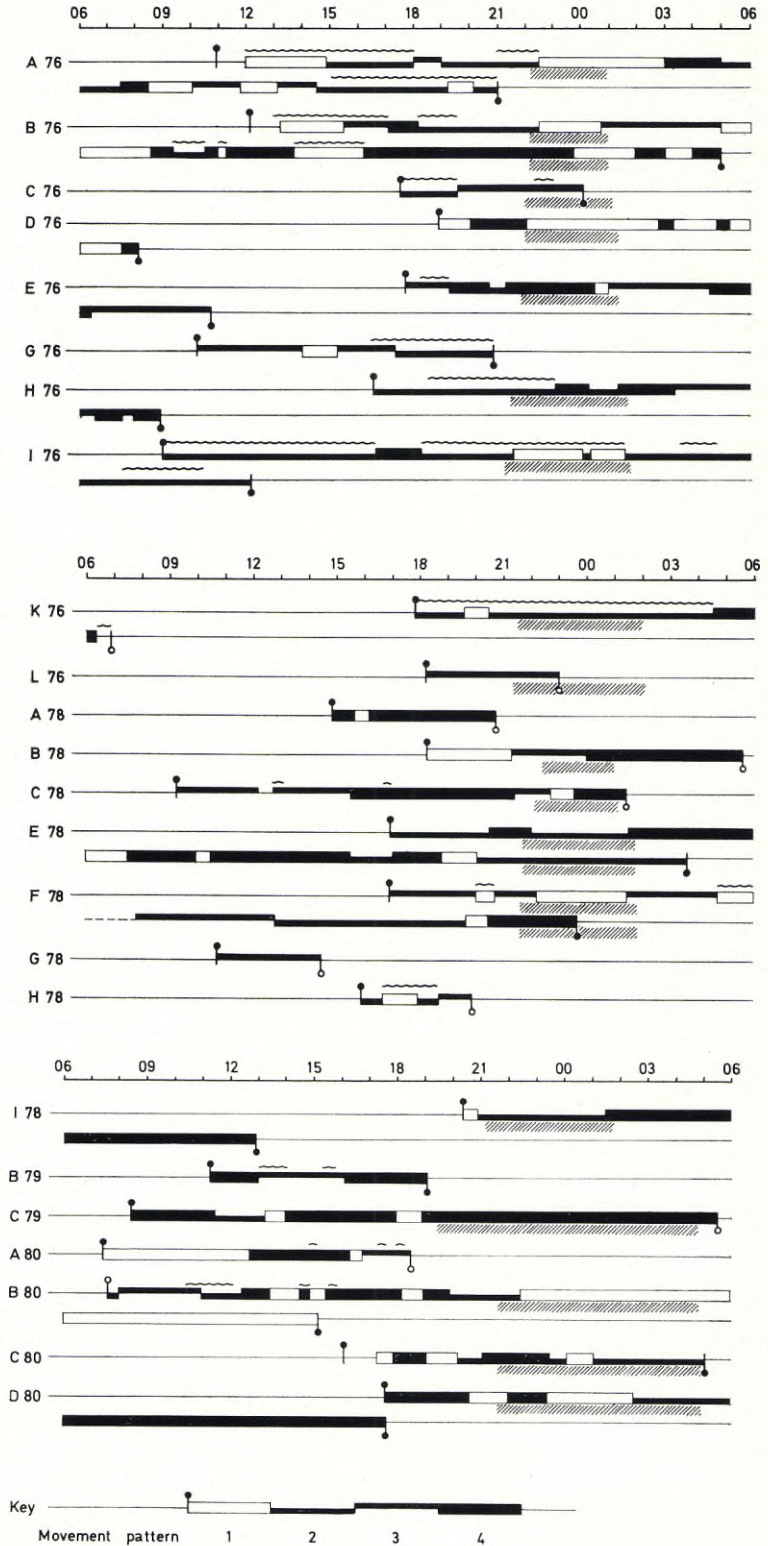 06 09 12 15 18 21 00 03 06
A 76
B 76
C 76
D 76
E 76
G 76
H 76
I 76
06 09 12 15 18 21 00 03 06
K 76
L 76
A 78
B 78
C 78
E 78
F 78
G 78
H 78
06 09 12 15 18 21 00 03 06
I 78
B 79
C 79
A 80
B 80
C 80
D 80
Key
Movement pattern 1 2 3 4